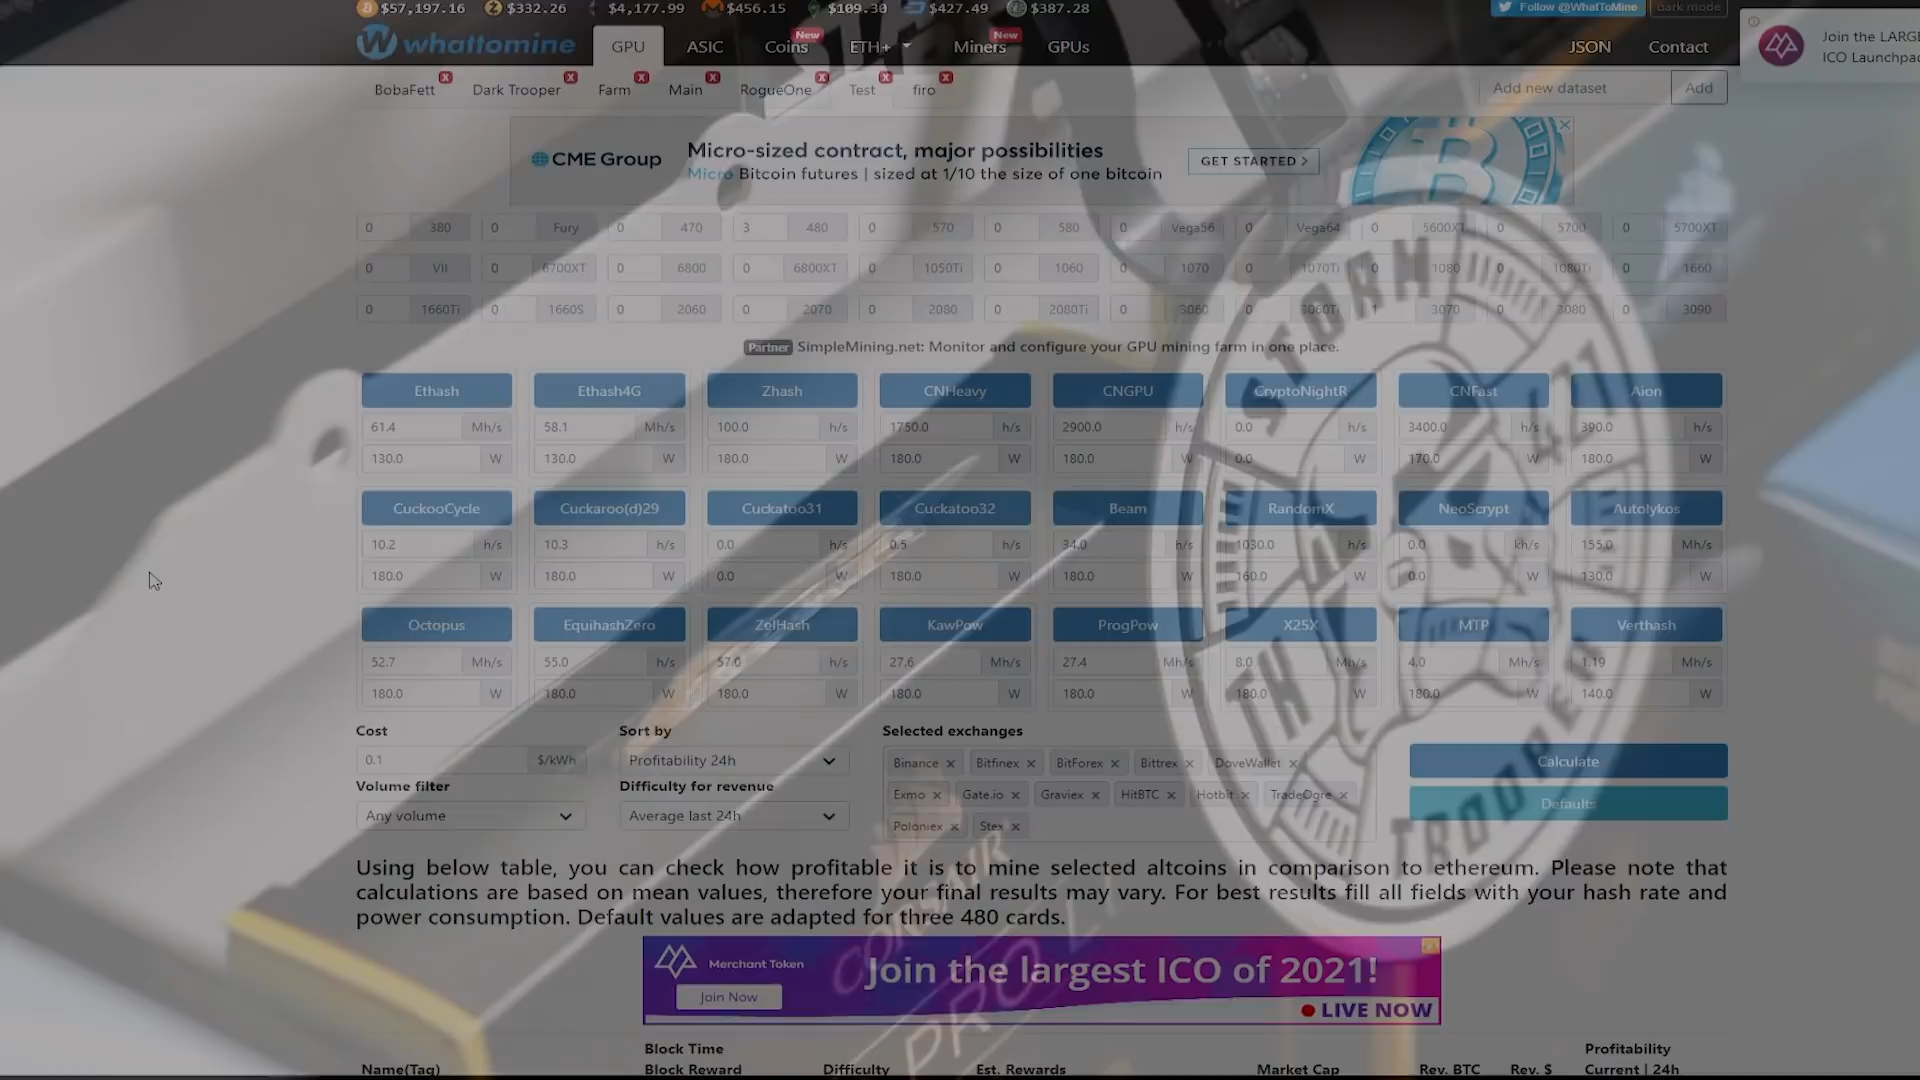 $57,197.16 $332.26 $4,177.99 $456.15 $109.30 $427.49 $387.28 Follow @WhatToMine dark mode
whattomine GPU ASIC Coins New ETH+ Miners New GPUs JSON Contact
Join the LARGE
ICO Launchpad
BobaFett Dark Trooper Farm Main RogueOne Test firo Add new dataset Add
CME Group Micro-sized contract, major possibilities GET STARTED >
Micro Bitcoin futures | sized at 1/10 the size of one bitcoin
0 380 0 Fury 0 470 3 480 0 570 0 580 0 Vega56 0 Vega64 0 5600XT 0 5700 0 5700XT
0 VII 0 6700XT 0 6800 0 6800XT 0 1050Ti 0 1060 0 1070 0 1070Ti 0 1080 0 1080Ti 0 1660
0 1660Ti 0 1660S 0 2060 0 2070 0 2080 0 2080Ti 0 3060 0 3060Ti 1 3070 0 3080 0 3090
Partner SimpleMining.net: Monitor and configure your GPU mining farm in one place.
Ethash Ethash4G Zhash CNHeavy CNGPU CryptoNightR CNFast Aion
61.4 Mh/s 58.1 Mh/s 100.0 h/s 1750.0 h/s 2900.0 h/s 0.0 h/s 3400.0 h/s 390.0 h/s
130.0 W 130.0 W 180.0 W 180.0 W 180.0 W 0.0 W 170.0 W 180.0 W
CuckooCycle Cuckaroo(d)29 Cuckatoo31 Cuckatoo32 Beam RandomX NeoScrypt Autolykos
10.2 h/s 10.3 h/s 0.0 h/s 0.5 h/s 34.0 h/s 1030.0 h/s 0.0 kh/s 155.0 Mh/s
180.0 W 180.0 W 0.0 W 180.0 W 180.0 W 160.0 W 0.0 W 130.0 W
Octopus EquihashZero ZelHash KawPow ProgPow X25X MTP Verthash
52.7 Mh/s 55.0 h/s 57.0 h/s 27.6 Mh/s 27.4 Mh/s 8.0 Mh/s 4.0 Mh/s 1.19 Mh/s
180.0 W 180.0 W 180.0 W 180.0 W 180.0 W 180.0 W 180.0 W 140.0 W
Cost Sort by Selected exchanges
0.1 $/kWh Profitability 24h Binance Bitfinex BitForex Bittrex DoveWallet Calculate
Volume filter Difficulty for revenue Exmo Gate.io Graviex HitBTC Hotbit TradeOgre Defaults
Any volume Average last 24h Poloniex Stex
Using below table, you can check how profitable it is to mine selected altcoins in comparison to ethereum. Please note that
calculations are based on mean values, therefore your final results may vary. For best results fill all fields with your hash rate and
power consumption. Default values are adapted for three 480 cards.
Merchant Token Join the largest ICO of 2021!
Join Now LIVE NOW
Block Time Profitability
Name(Tag) Block Reward Difficulty Est. Rewards Market Cap Rev. BTC Rev. $ Current | 24h
STORM
TROOPER
CORSAIR